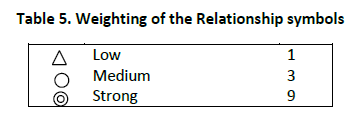 Table 5. Weighting of the Relationship symbols
△ Low 1
○ Medium 3
◎ Strong 9